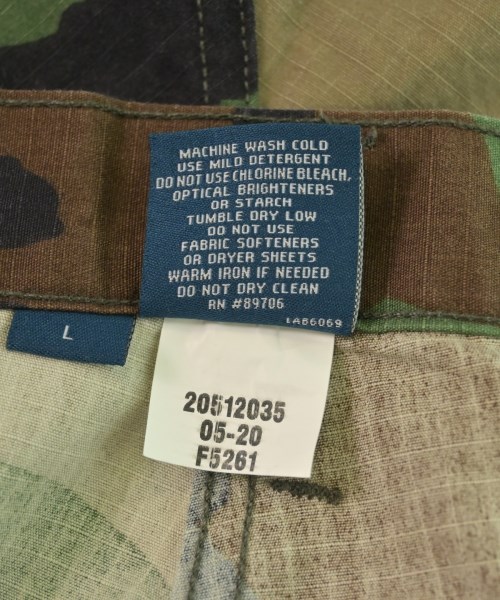 MACHINE WASH COLD
USE MILD DETERGENT
DO NOT USE CHLORINE BLEACH,
OPTICAL BRIGHTENERS
OR STARCH
TUMBLE DRY LOW
DO NOT USE
FABRIC SOFTENERS
OR DRYER SHEETS
WARM IRON IF NEEDED
DO NOT DRY CLEAN
RN #89706
LA86069
L
20512035
05-20
F5261